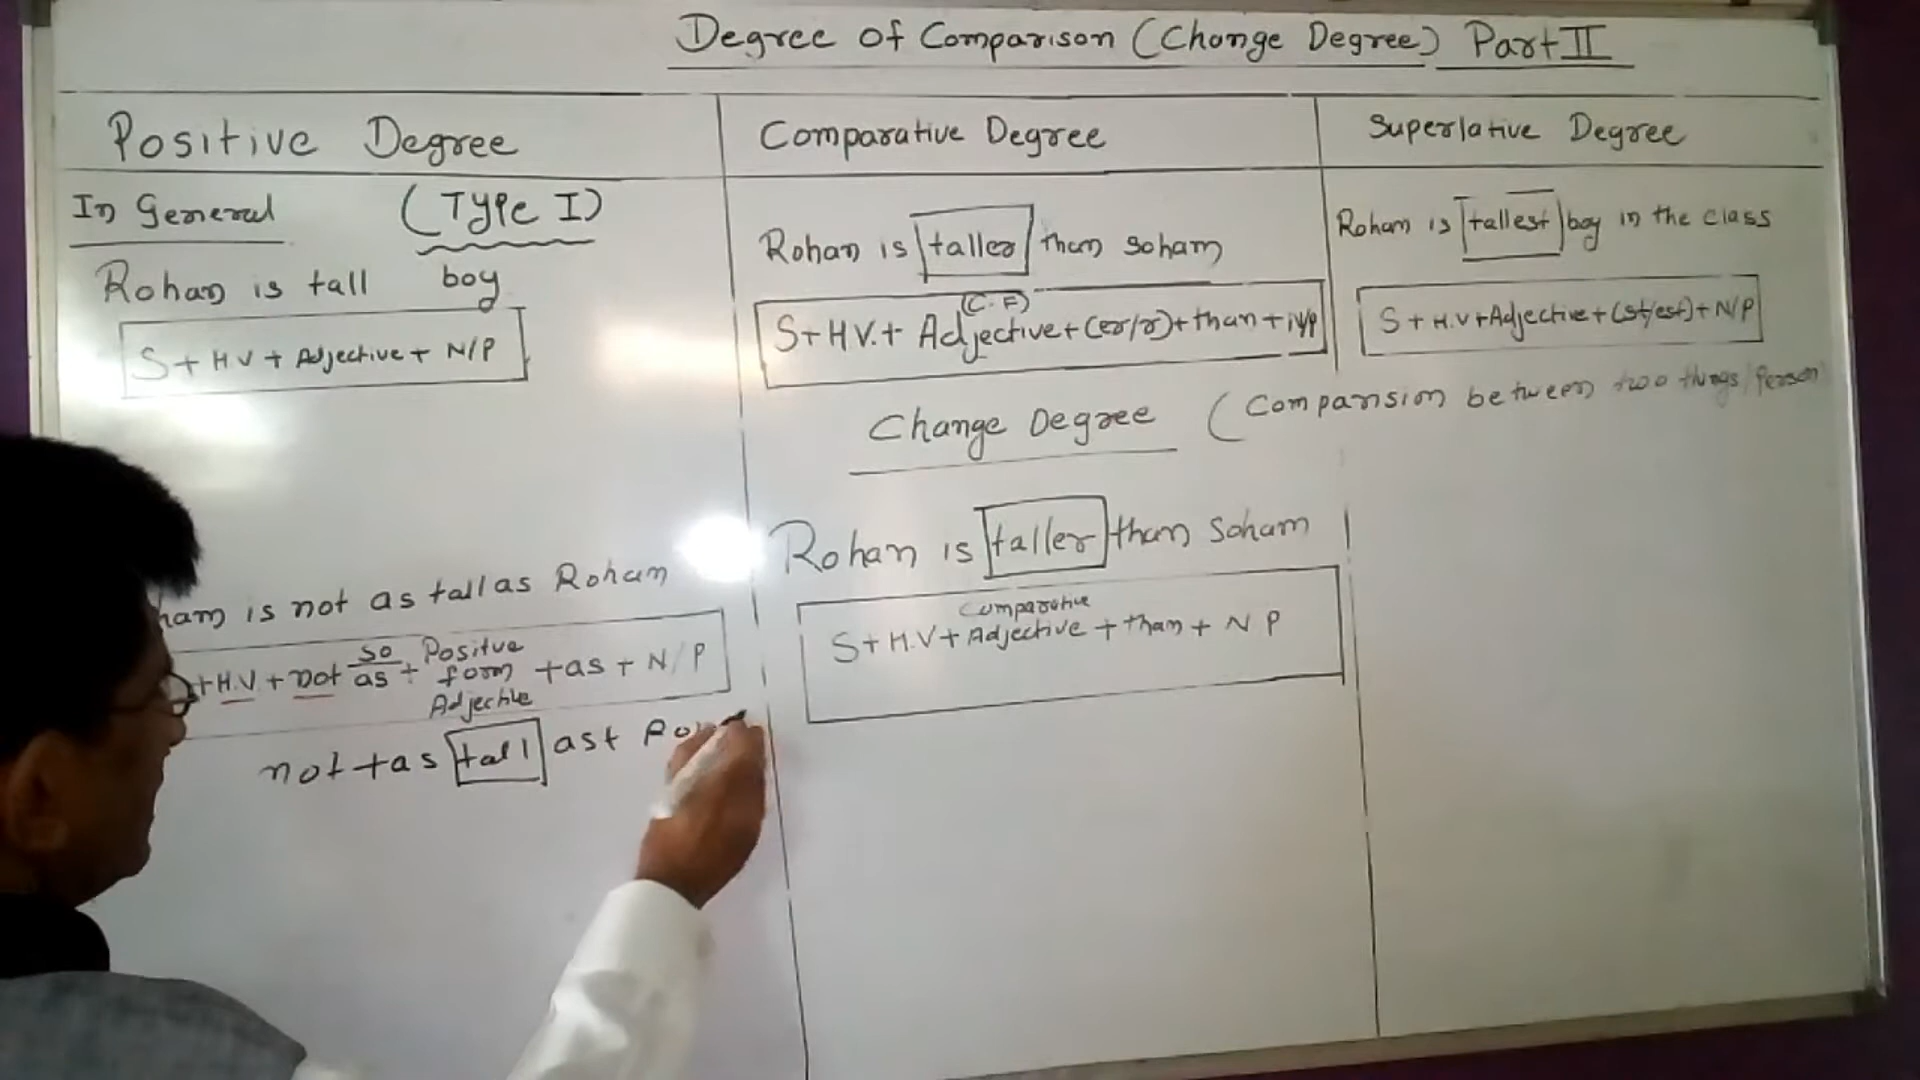 Degree of Comparison (Change Degree) Part II
Positive Degree
Comparative Degree
Superlative Degree
In General (Type I)
Rohan is tall boy
S + H.V + Adjective + N/P
Rohan is taller than soham
(C.F)
S + H.V. + Adjective + (er/r) + than + N/P
Rohan is tallest boy in the class
S + H.V + Adjective + (st/est) + N/P
Change Degree (Comparision between two things/Person
ham is not as tall as Rohan
+ H.V + not so/as + Positve form Adjective + as + N/P
not + as tall as +
Rohan is taller than Soham
Comparative
S + H.V + Adjective + than + N P